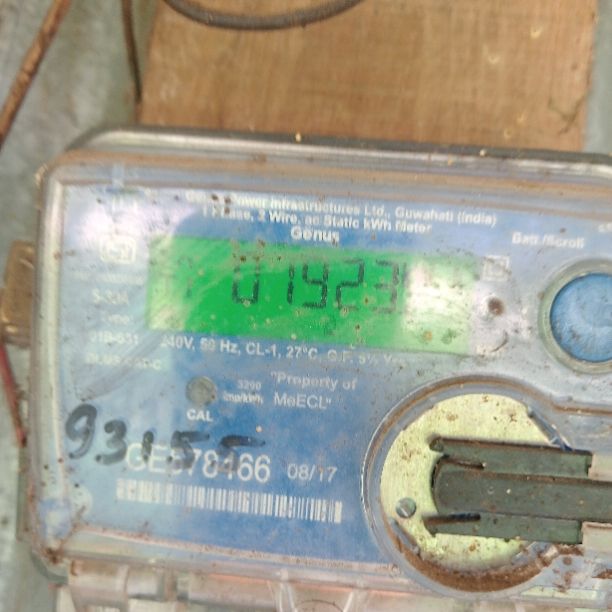 Power Infrastructures Ltd., Guwahati (India)
1 Phase, 2 Wire, ac Static kWh Meter
Genus
Batt./Scroll
01923
240V, 50 Hz, CL-1, 27°C, G.F.
"Property of
3200
imp/kWh
MeECL"
CAL
93155
GE678466 08/17